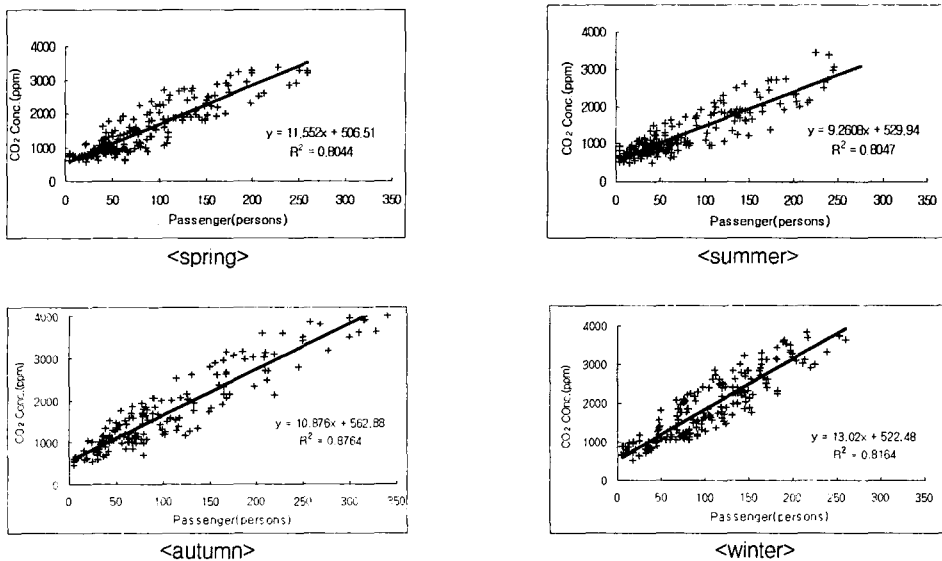 4000
3000
2000
1000
0
CO₂ Conc.(ppm)
y = 11.552x + 506.51
R² = 0.8044
0 50 100 150 200 250 300 350
Passenger(persons)
<spring>
4000
3000
2000
1000
0
CO₂ Conc.(ppm)
y = 9.2608x + 529.94
R² = 0.8047
0 50 100 150 200 250 300 350
Passenger(persons)
<summer>
4000
3000
2000
1000
0
CO₂ Conc.(ppm)
y = 10.876x + 562.88
R² = 0.8764
0 50 100 150 200 250 300 350
Passenger(persons)
<autumn>
4000
3000
2000
1000
0
CO₂ COnc.(ppm)
y = 13.02x + 522.48
R² = 0.8164
0 50 100 150 200 250 300 350
Passenger(persons)
<winter>